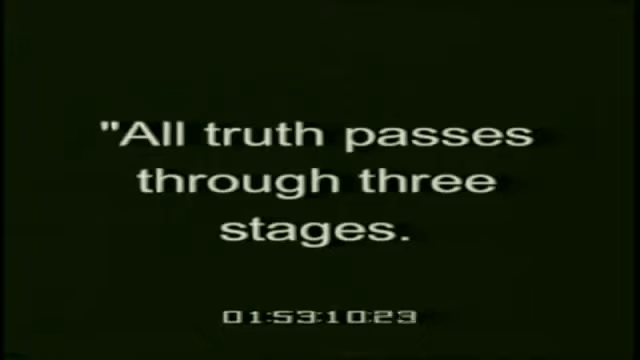 "All truth passes
through three
stages.
01:53:10:23